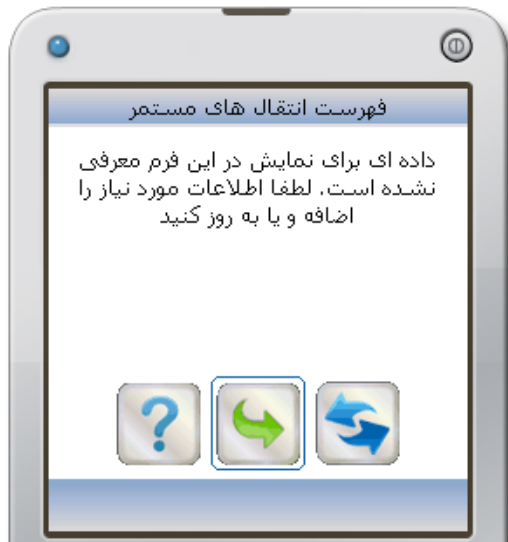 فهرست انتقال های مستمر
داده ای برای نمایش در این فرم معرفی
نشده است. لطفا اطلاعات مورد نیاز را
اضافه و یا به روز کنید
?